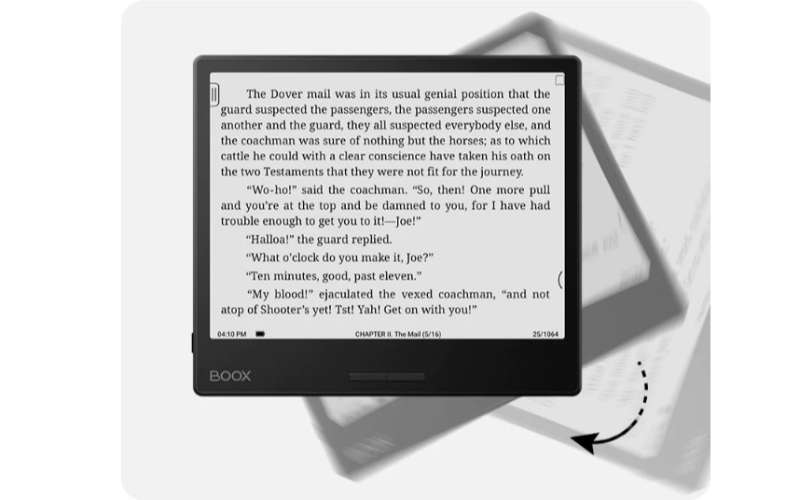 The Dover mail was in its usual genial position that the
guard suspected the passengers, the passengers suspected one
another and the guard, they all suspected everybody else, and
the coachman was sure of nothing but the horses; as to which
cattle he could with a clear conscience have taken his oath on
the two Testaments that they were not fit for the journey.
“Wo-ho!” said the coachman. “So, then! One more pull
and you're at the top and be damned to you, for I have had
trouble enough to get you to it!—Joe!”
“Halloa!” the guard replied.
“What o'clock do you make it, Joe?”
“Ten minutes, good, past eleven.”
“My blood!” ejaculated the vexed coachman, “and not
atop of Shooter's yet! Tst! Yah! Get on with you!”
04:10 PM CHAPTER II. The Mail (5/16) 25/1064
BOOX